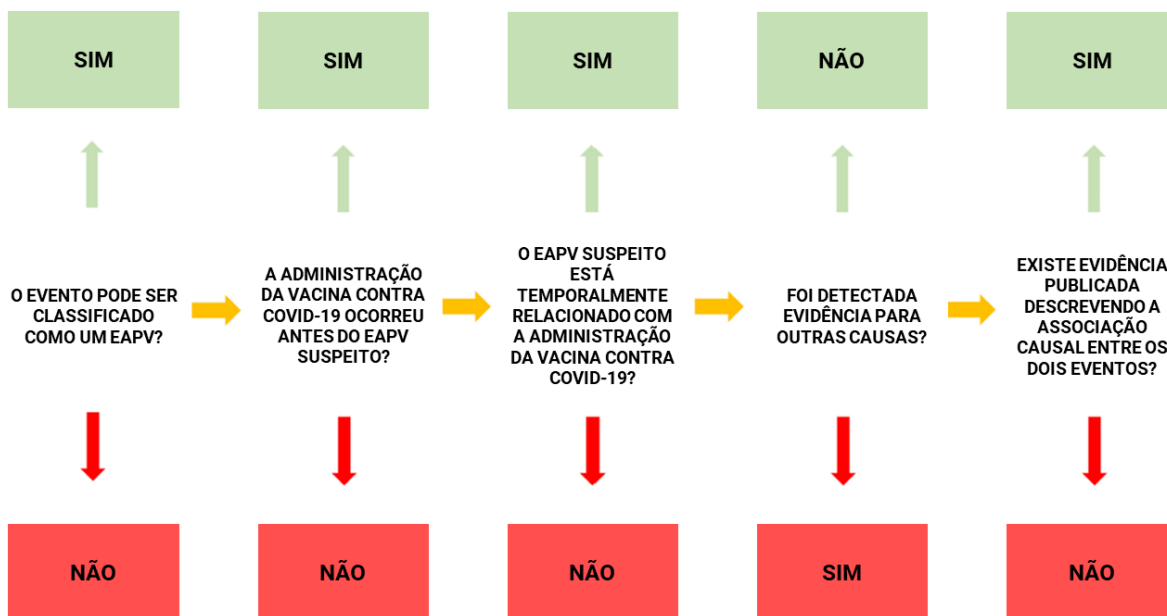 SIM
SIM
SIM
NÃO
SIM
O EVENTO PODE SER
CLASSIFICADO
COMO UM EAPV?
A ADMINISTRAÇÃO
DA VACINA CONTRA
COVID-19 OCORREU
ANTES DO EAPV
SUSPEITO?
O EAPV SUSPEITO
ESTÁ
TEMPORALMENTE
RELACIONADO COM
A ADMINISTRAÇÃO
DA VACINA CONTRA
COVID-19?
FOI DETECTADA
EVIDÊNCIA PARA
OUTRAS CAUSAS?
EXISTE EVIDÊNCIA
PUBLICADA
DESCREVENDO A
ASSOCIAÇÃO
CAUSAL ENTRE OS
DOIS EVENTOS?
NÃO
NÃO
NÃO
SIM
NÃO